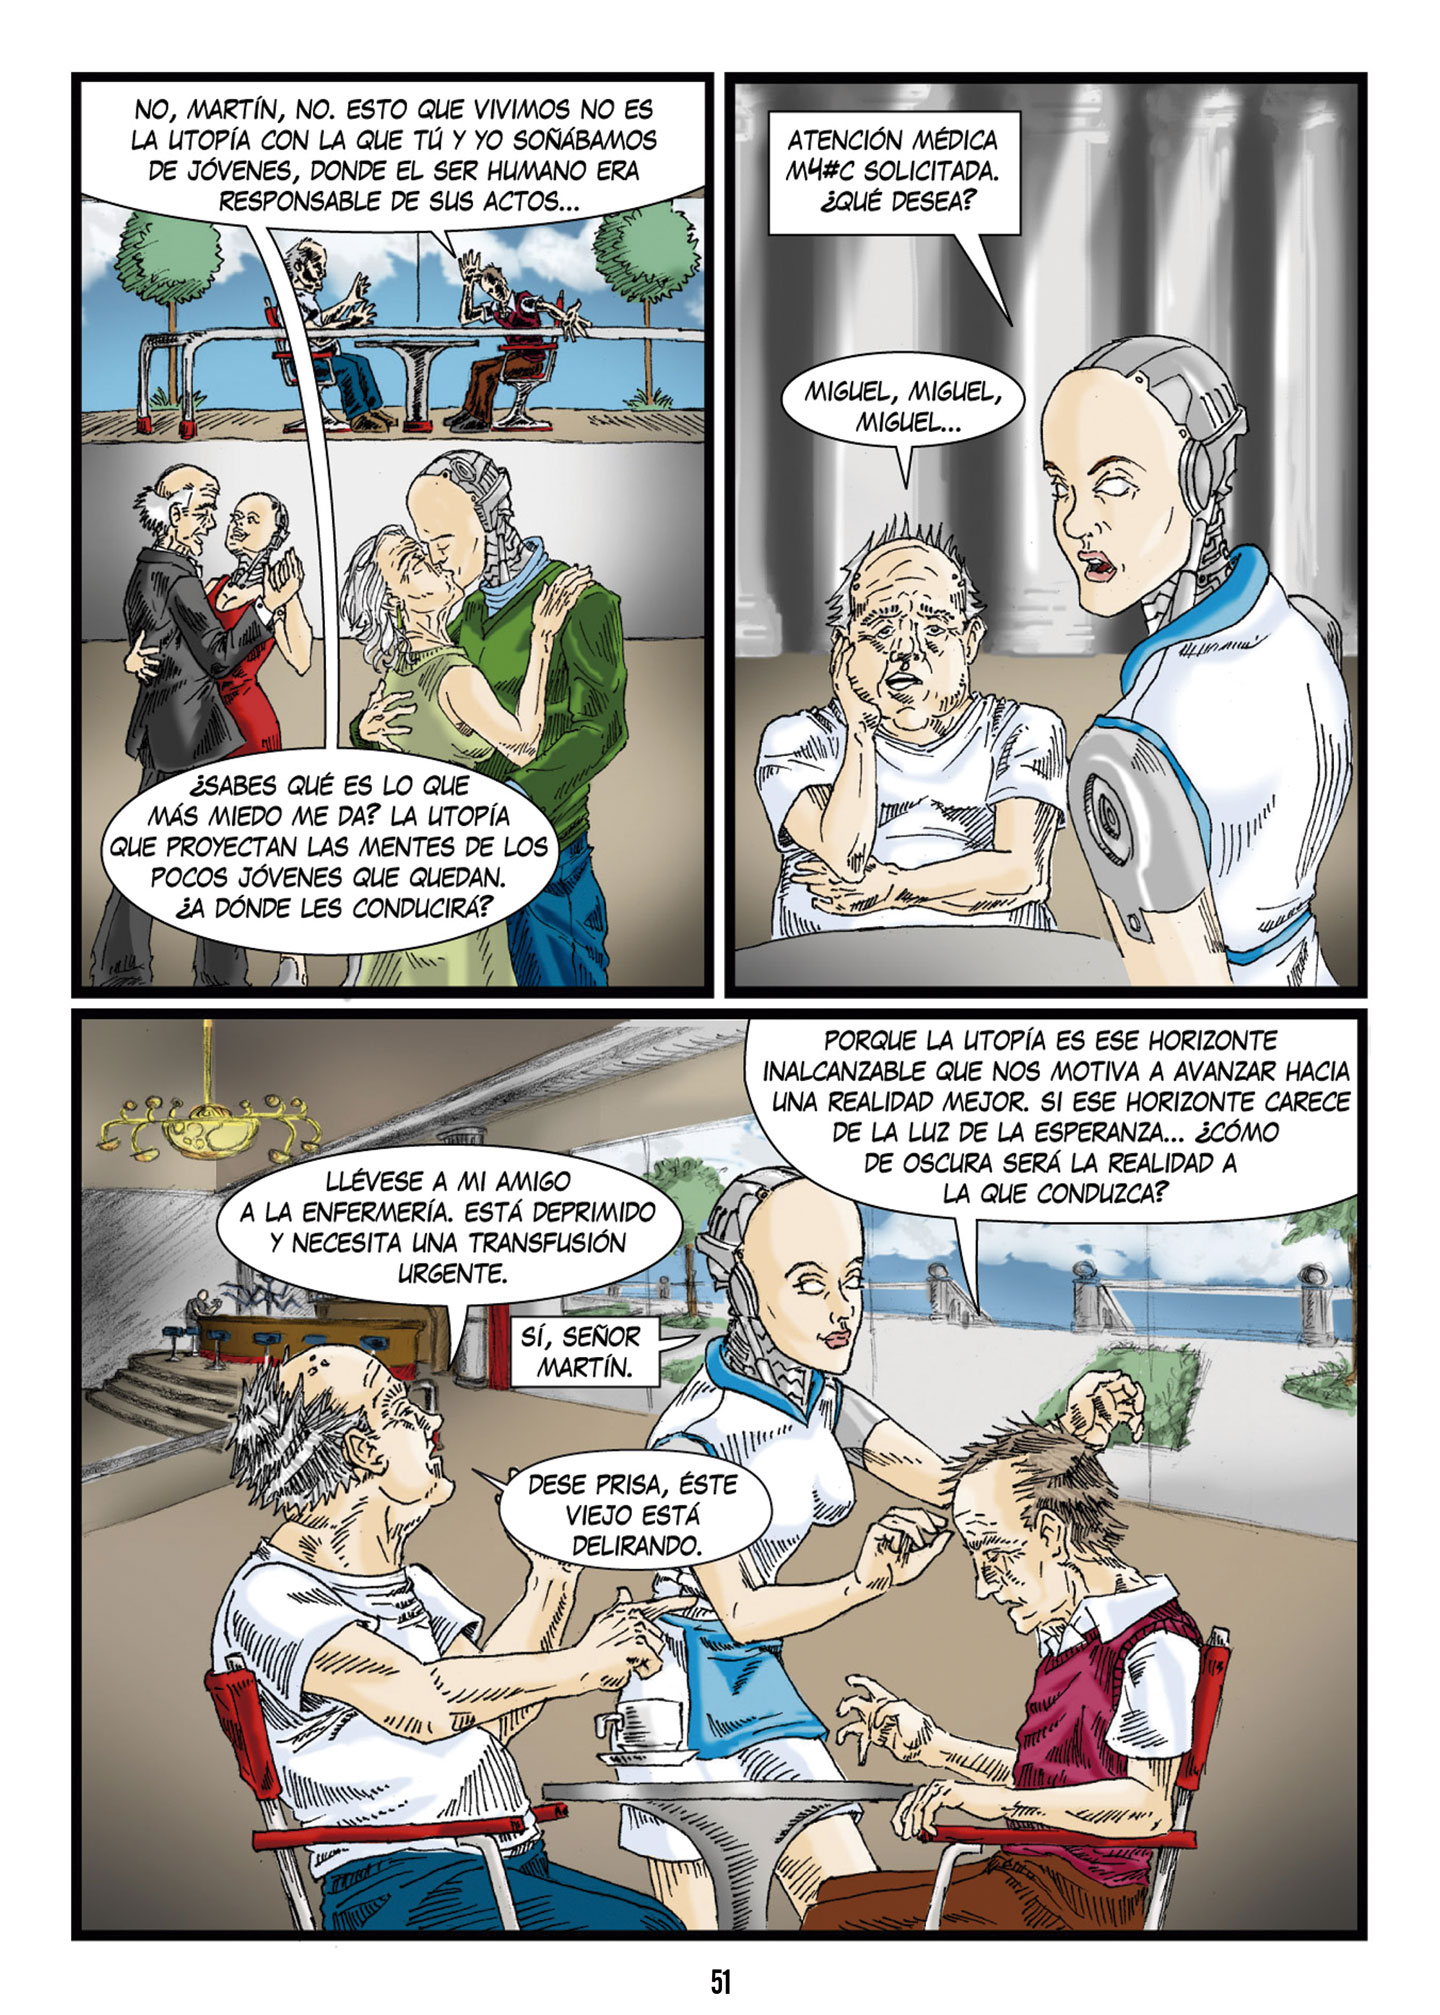 NO, MARTÍN, NO. ESTO QUE VIVIMOS NO ES
LA UTOPÍA CON LA QUE TÚ Y YO SOÑÁBAMOS
DE JÓVENES, DONDE EL SER HUMANO ERA
RESPONSABLE DE SUS ACTOS...
¿SABES QUÉ ES LO QUE
MÁS MIEDO ME DA? LA UTOPÍA
QUE PROYECTAN LAS MENTES DE LOS
POCOS JÓVENES QUE QUEDAN.
¿A DÓNDE LES CONDUCIRÁ?
ATENCIÓN MÉDICA
M4#C SOLICITADA.
¿QUÉ DESEA?
MIGUEL, MIGUEL,
MIGUEL...
PORQUE LA UTOPÍA ES ESE HORIZONTE
INALCANZABLE QUE NOS MOTIVA A AVANZAR HACIA
UNA REALIDAD MEJOR. SI ESE HORIZONTE CARECE
DE LA LUZ DE LA ESPERANZA... ¿CÓMO
DE OSCURA SERÁ LA REALIDAD A
LA QUE CONDUZCA?
LLÉVESE A MI AMIGO
A LA ENFERMERÍA. ESTÁ DEPRIMIDO
Y NECESITA UNA TRANSFUSIÓN
URGENTE.
SÍ, SEÑOR
MARTÍN.
DESE PRISA, ÉSTE
VIEJO ESTÁ
DELIRANDO.
51